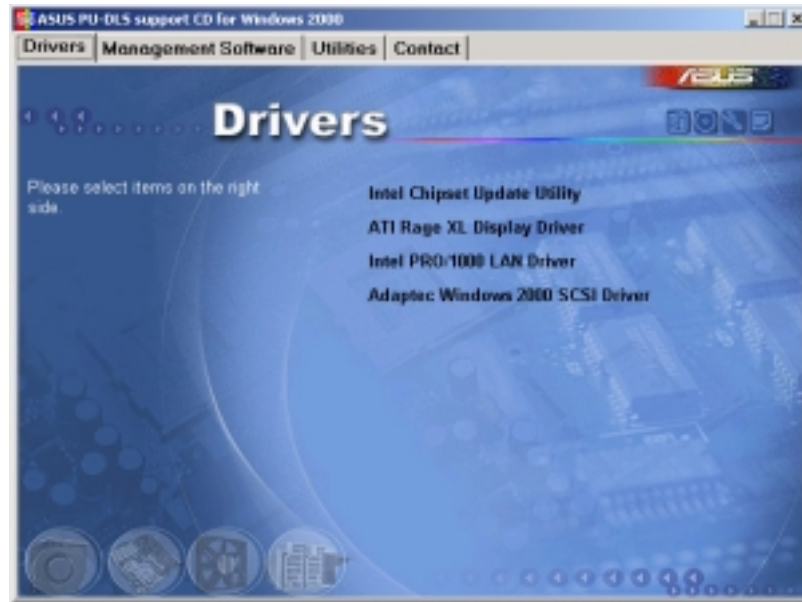 ASUS PU-DLS support CD for Windows 2000
Drivers Management Software Utilities Contact
ASUS
Drivers
Please select items on the right
side.
Intel Chipset Update Utility
ATI Rage XL Display Driver
Intel PRO/1000 LAN Driver
Adaptec Windows 2000 SCSI Driver